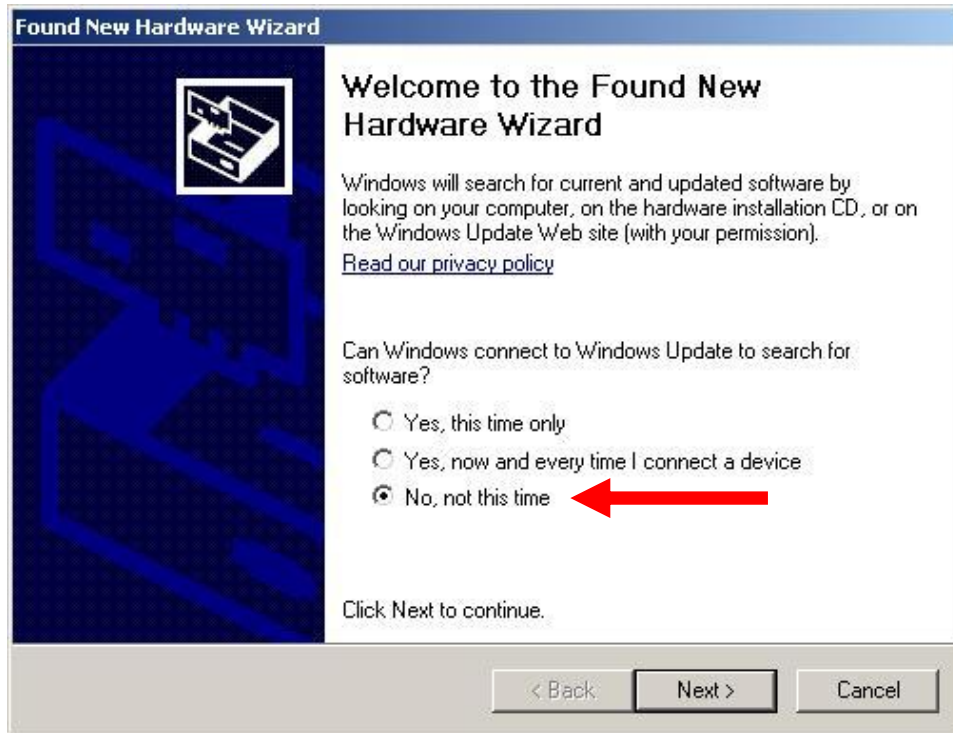 Found New Hardware Wizard
Welcome to the Found New
Hardware Wizard
Windows will search for current and updated software by
looking on your computer, on the hardware installation CD, or on
the Windows Update Web site (with your permission).
Read our privacy policy
Can Windows connect to Windows Update to search for
software?
Yes, this time only
Yes, now and every time I connect a device
No, not this time
Click Next to continue.
< Back
Next >
Cancel